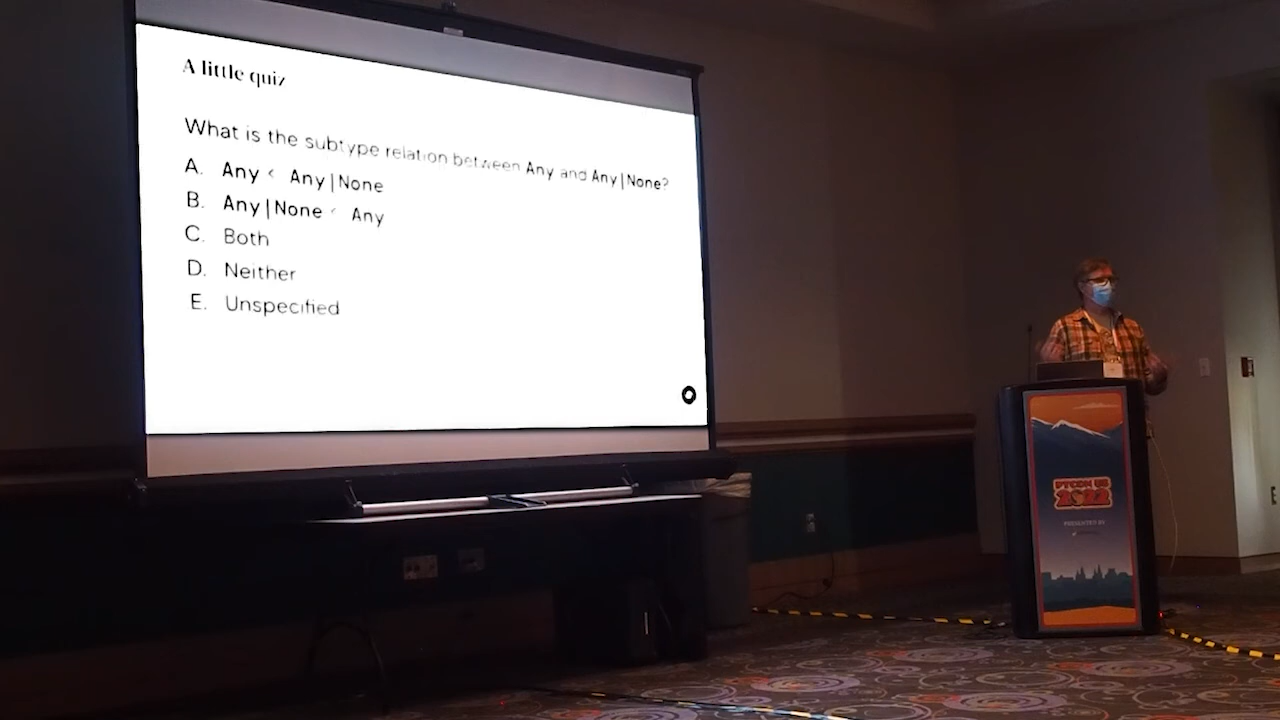 A little quiz
What is the subtype relation between Any and Any|None?
A. Any < Any|None
B. Any|None < Any
C. Both
D. Neither
E. Unspecified
PYCON US
2022
PRESENTED BY